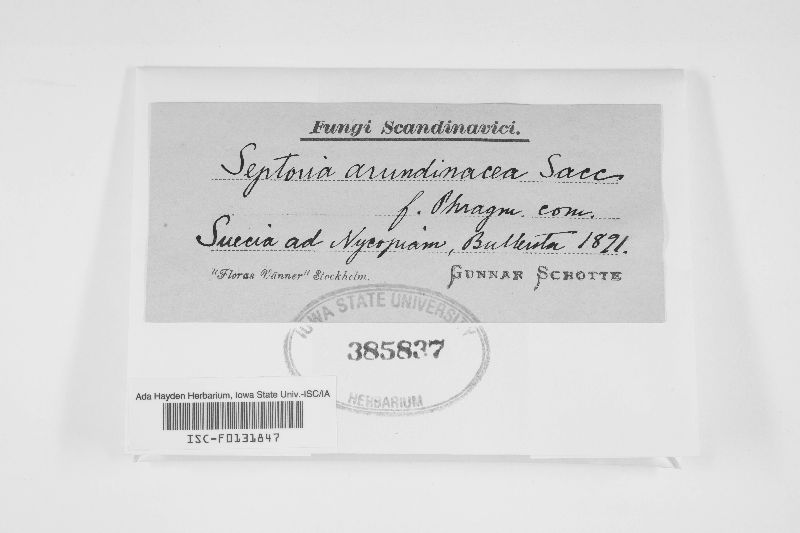 Fungi Scandinavici.
Septoria arundinacea Sacc
f. Phragm. com.
Suecia ad Nycopiam, 1891.
"Floras Vänner" Stockholm. GUNNAR SCHOTTE
IOWA STATE UNIVERSITY
385837
HERBARIUM
Ada Hayden Herbarium, Iowa State Univ.-ISC/IA
ISC-F0131847